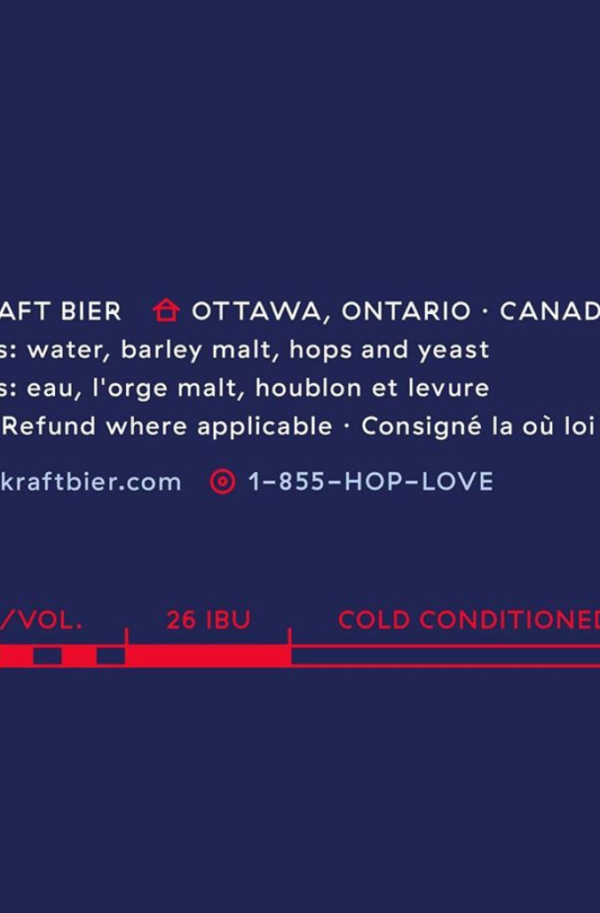 AFT BIER OTTAWA, ONTARIO · CANAD
s: water, barley malt, hops and yeast
s: eau, l'orge malt, houblon et levure
Refund where applicable · Consigné la où loi
kraftbier.com 1-855-HOP-LOVE
/VOL. 26 IBU COLD CONDITIONED